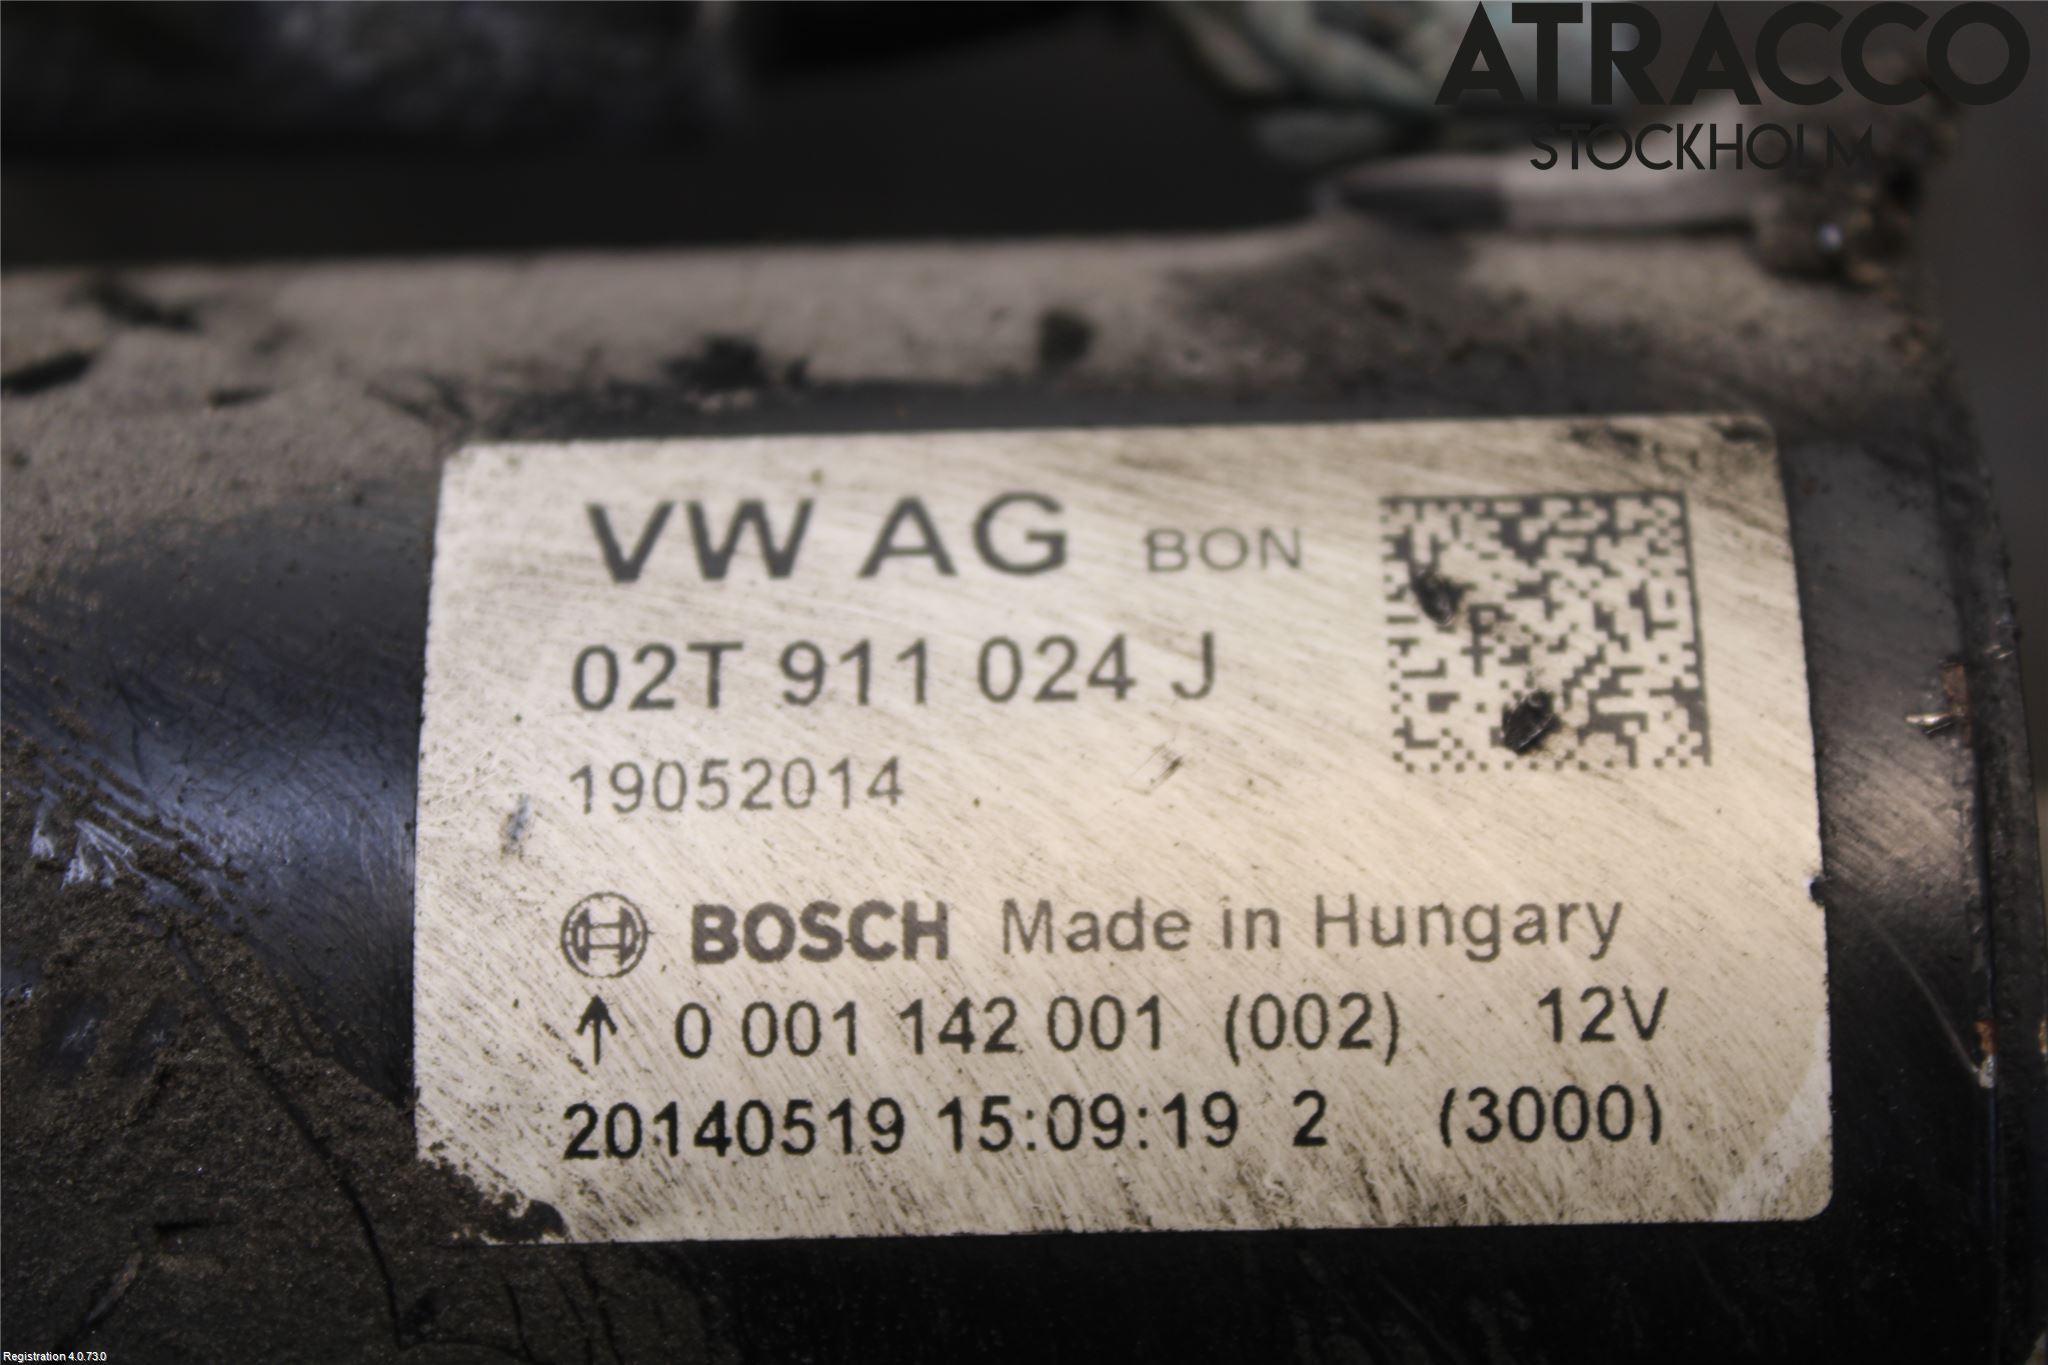 ATRACCO
STOCKHOLM
VW AG BON
02T 911 024 J
19052014
BOSCH Made in Hungary
↑ 0 001 142 001 (002) 12V
20140519 15:09:19 2 (3000)
Registration 4.0.73.0